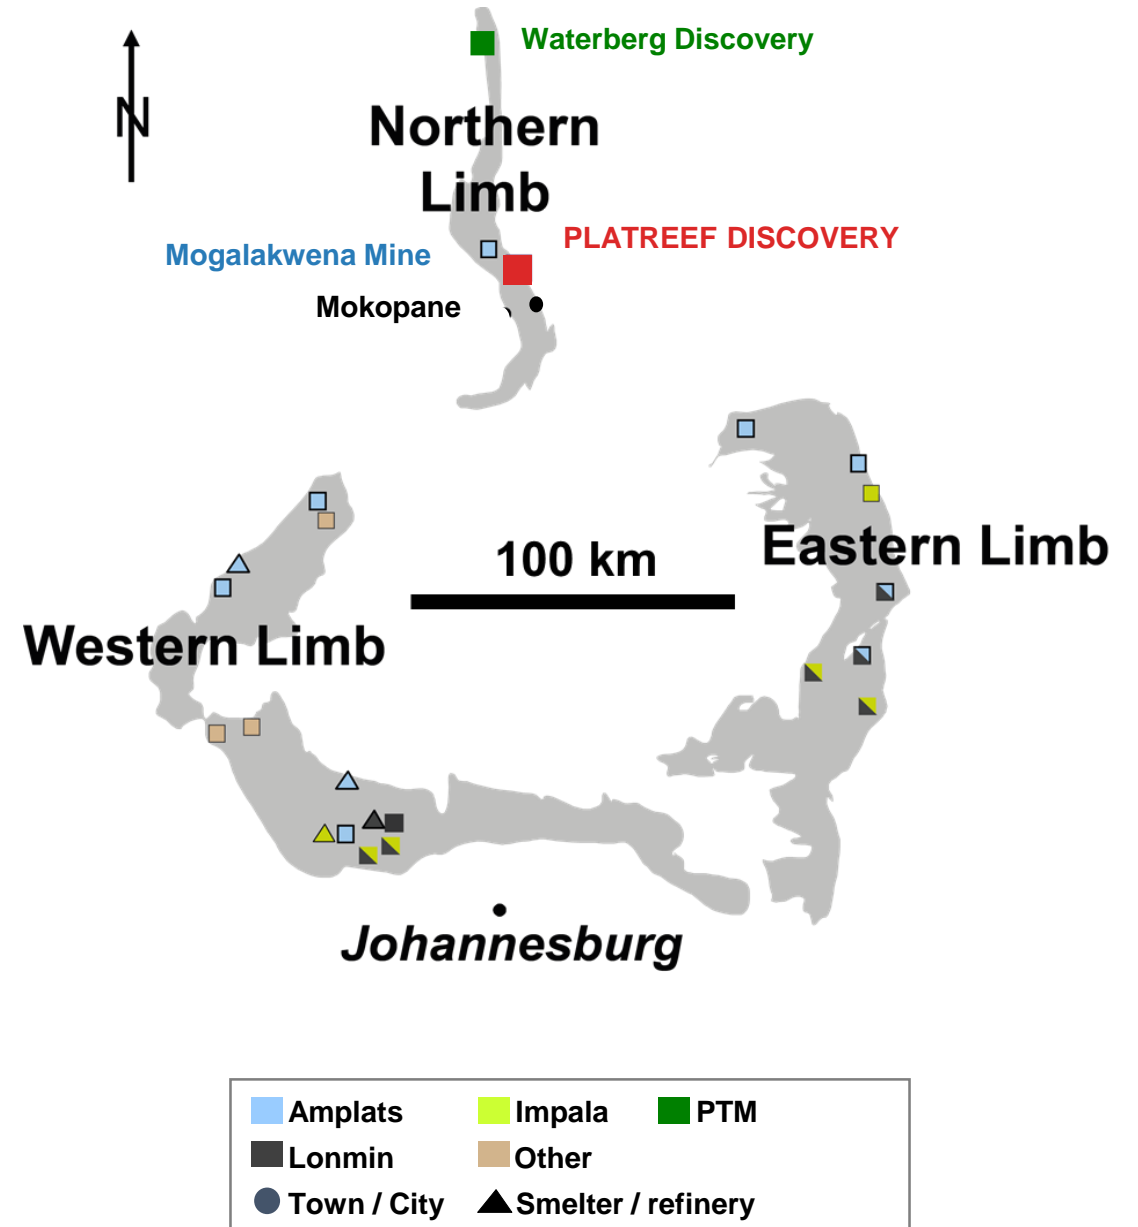 Waterberg Discovery
N
Northern
Limb
PLATREEF DISCOVERY
Mogalakwena Mine
Mokopane
100 km
Eastern Limb
Western Limb
Johannesburg
Amplats
Impala
PTM
Lonmin
Other
Town / City
Smelter / refinery